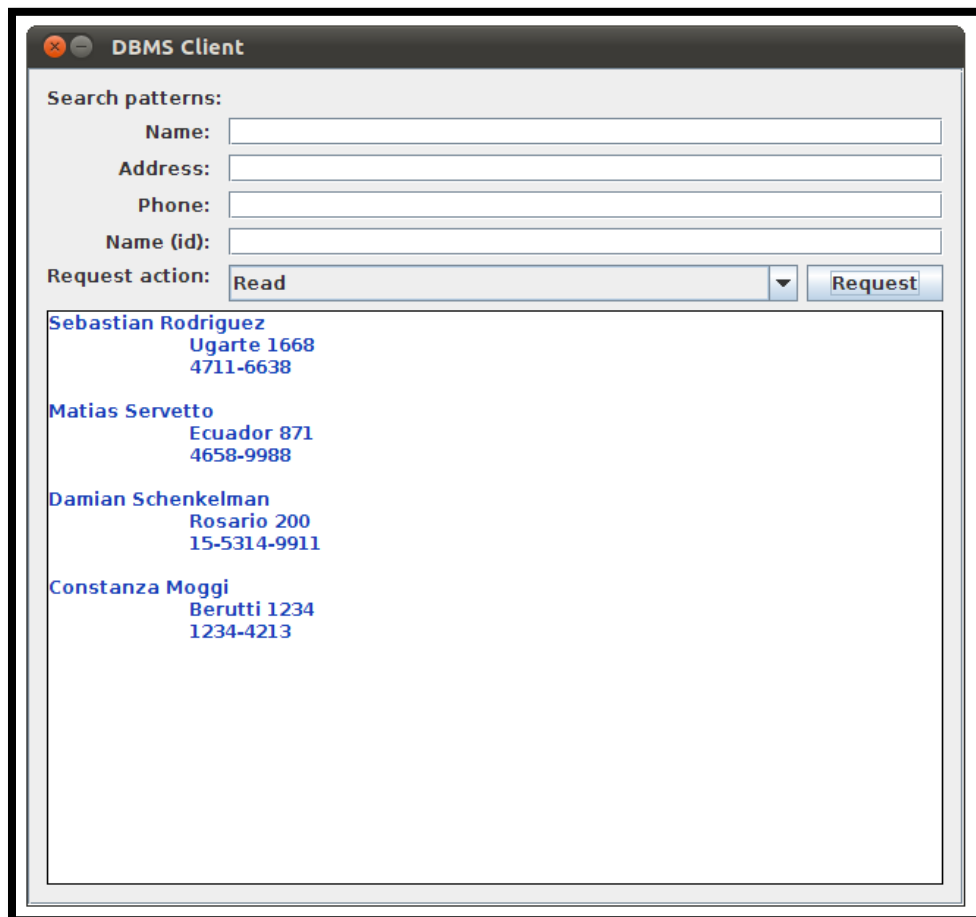 DBMS Client
Search patterns:
Name:
Address:
Phone:
Name (id):
Request action: Read Request
Sebastian Rodriguez
Ugarte 1668
4711-6638
Matias Servetto
Ecuador 871
4658-9988
Damian Schenkelman
Rosario 200
15-5314-9911
Constanza Moggi
Berutti 1234
1234-4213